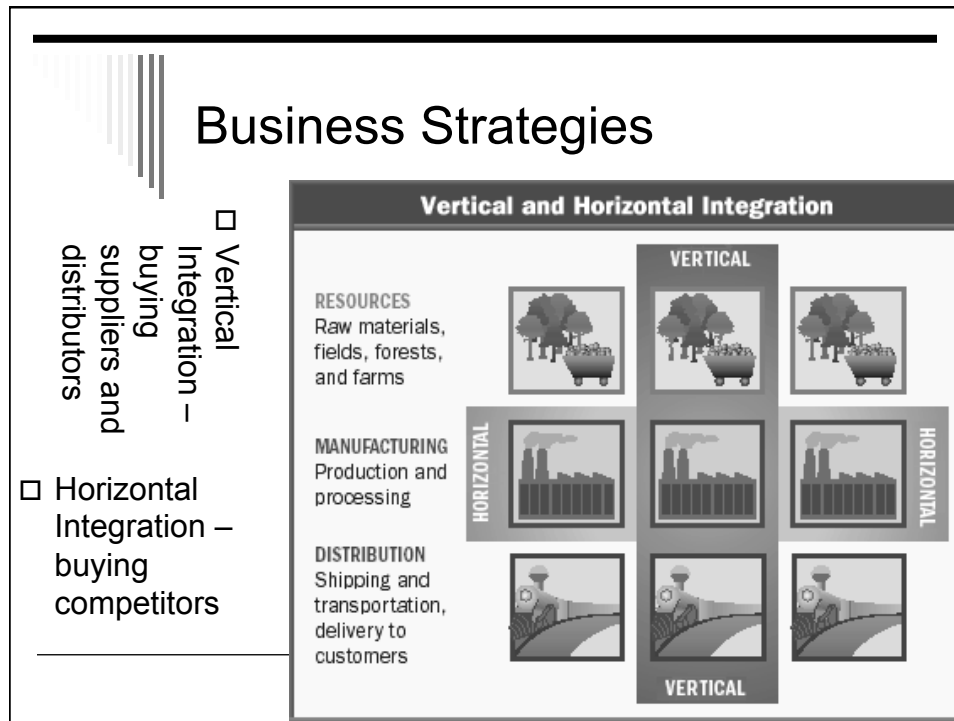 Business Strategies
□ Vertical
Integration –
buying
suppliers and
distributors
□ Horizontal
Integration –
buying
competitors
Vertical and Horizontal Integration
VERTICAL
RESOURCES
Raw materials,
fields, forests,
and farms
MANUFACTURING
Production and
processing
HORIZONTAL
HORIZONTAL
DISTRIBUTION
Shipping and
transportation,
delivery to
customers
VERTICAL